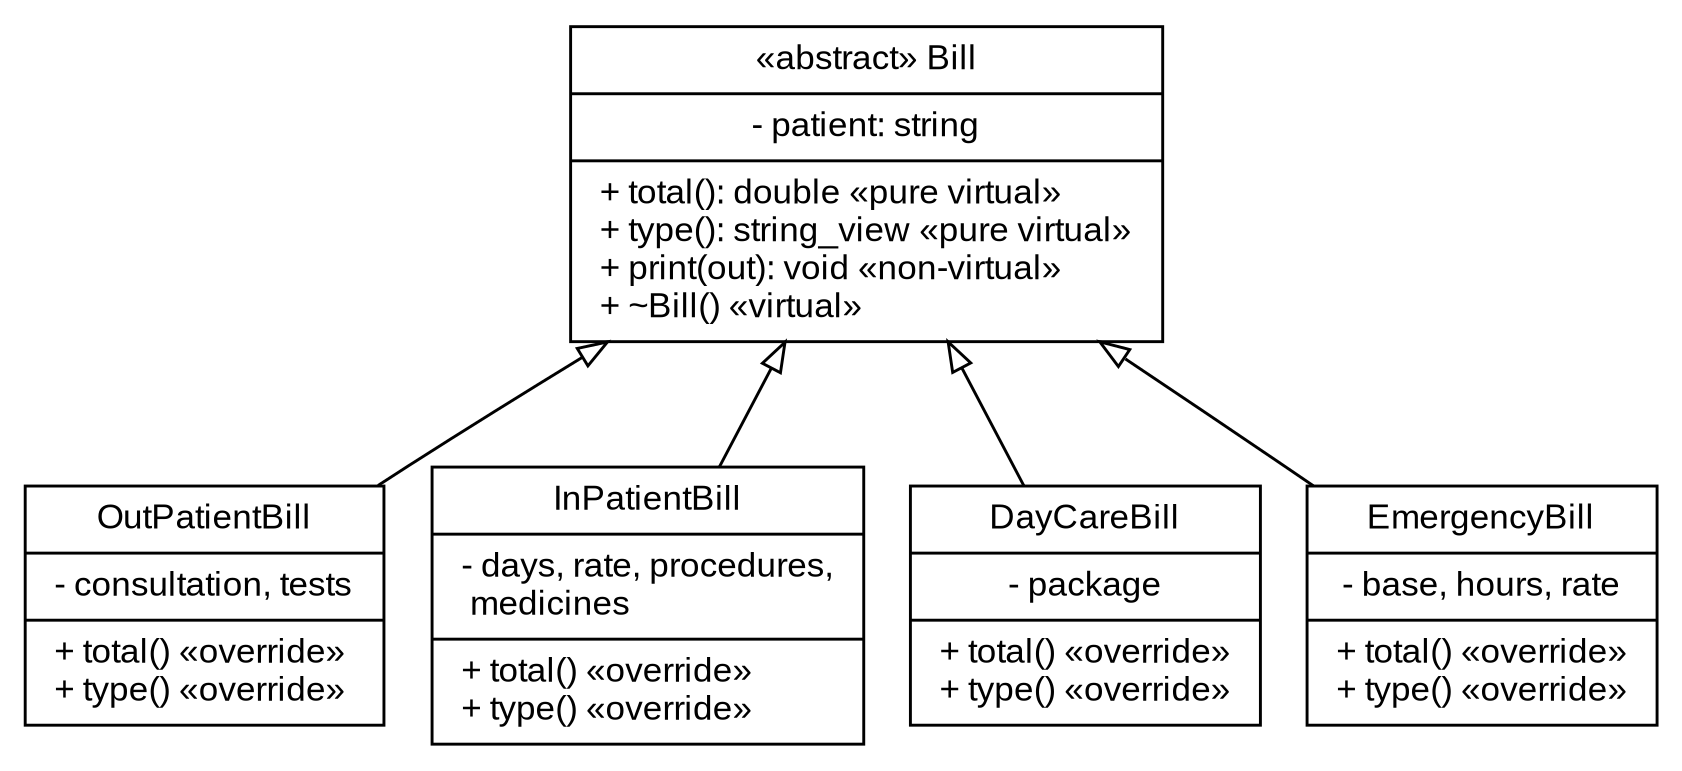 «abstract» Bill
- patient: string
+ total(): double «pure virtual»
+ type(): string_view «pure virtual»
+ print(out): void «non-virtual»
+ ~Bill() «virtual»
OutPatientBill
- consultation, tests
+ total() «override»
+ type() «override»
InPatientBill
- days, rate, procedures,
medicines
+ total() «override»
+ type() «override»
DayCareBill
- package
+ total() «override»
+ type() «override»
EmergencyBill
- base, hours, rate
+ total() «override»
+ type() «override»